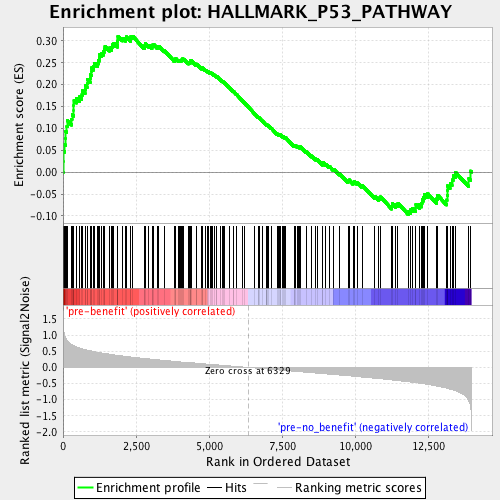 Enrichment plot: HALLMARK_P53_PATHWAY
Enrichment score (ES)
0.30
0.25
0.20
0.15
0.10
0.05
0.00
-0.05
-0.10
'pre-benefit' (positively correlated)
Ranked list metric (Signal2Noise)
1.5
1.0
0.5
0.0
-0.5
-1.0
-1.5
-2.0
Zero cross at 6329
'pre-no_benefit' (negatively correlated)
0
2,500
5,000
7,500
10,000
12,500
Rank in Ordered Dataset
Enrichment profile
Hits
Ranking metric scores